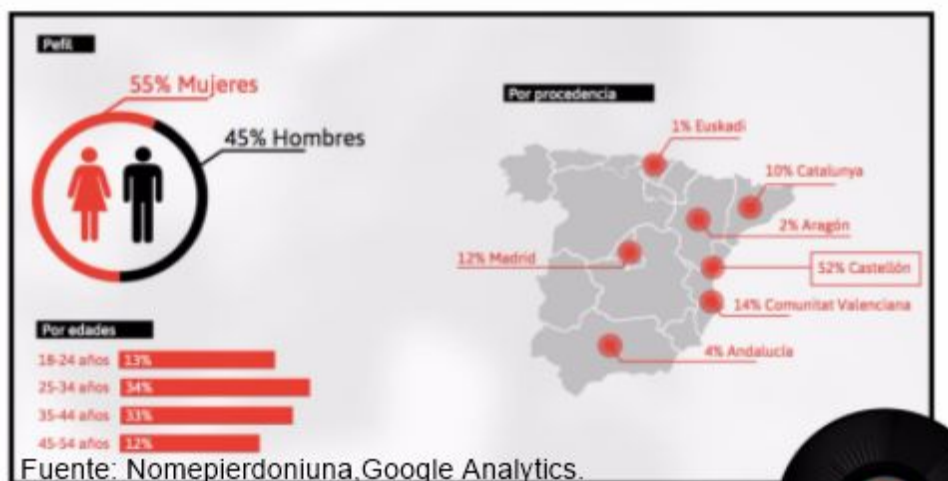 Pefil
55% Mujeres
45% Hombres
Por edades
18-24 años 13%
25-34 años 34%
35-44 años 33%
45-54 años 12%
Por procedencia
1% Euskadi
10% Catalunya
2% Aragón
12% Madrid
52% Castellón
14% Comunitat Valenciana
4% Andalucía
Fuente: Nomepierdoniuna,Google Analytics.